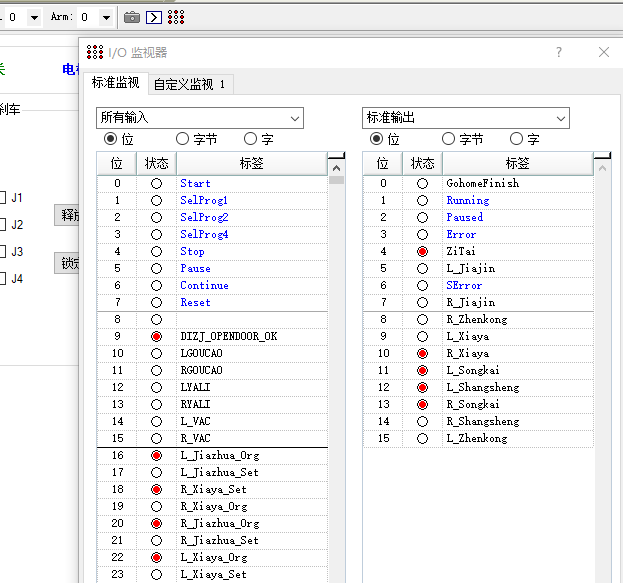 0 Arm: 0
I/O 监视器 ?
标准监视 自定义监视 1
所有输入
位 字节 字
位 状态 标签
0 Start
1 SelProg1
2 SelProg2
3 SelProg4
4 Stop
5 Pause
6 Continue
7 Reset
8
9 DIZJ_OPENDOOR_OK
10 LGOUCAO
11 RGOUCAO
12 LYALI
13 RYALI
14 L_VAC
15 R_VAC
16 L_Jiazhua_Org
17 L_Jiazhua_Set
18 R_Xiaya_Set
19 R_Xiaya_Org
20 R_Jiazhua_Org
21 R_Jiazhua_Set
22 L_Xiaya_Org
23 L_Xiaya_Set
标准输出
位 字节 字
位 状态 标签
0 GohomeFinish
1 Running
2 Paused
3 Error
4 ZiTai
5 L_Jiajin
6 SError
7 R_Jiajin
8 R_Zhenkong
9 L_Xiaya
10 R_Xiaya
11 L_Songkai
12 L_Shangsheng
13 R_Songkai
14 R_Shangsheng
15 L_Zhenkong
电
刹车
J1
J2
J3
J4
释放
锁定